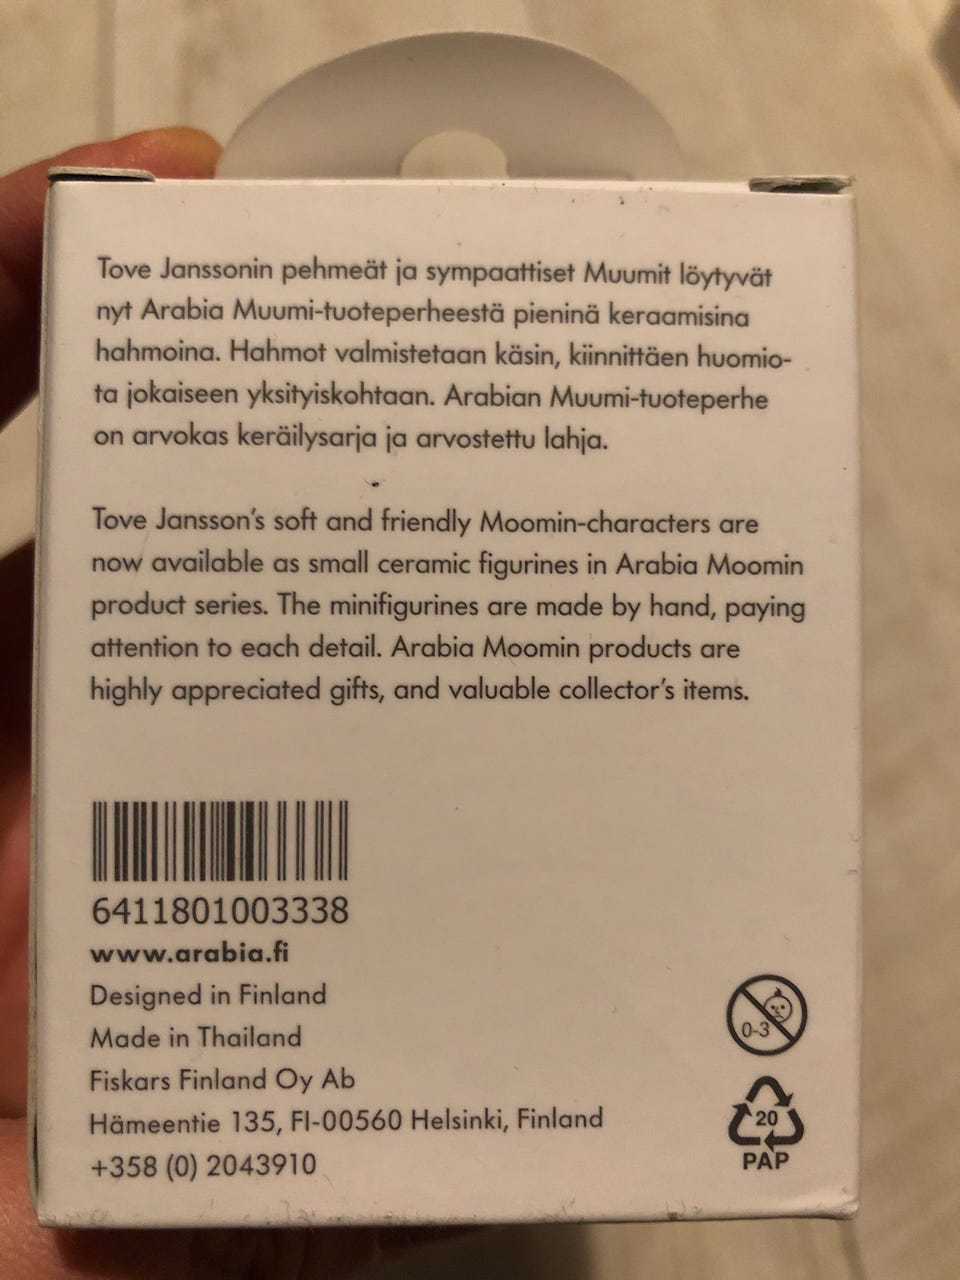 Tove Janssonin pehmeät ja sympaattiset Muumit löytyvät
nyt Arabia Muumi-tuoteperheestä pieninä keraamisina
hahmoina. Hahmot valmistetaan käsin, kiinnittäen huomio-
ta jokaiseen yksityiskohtaan. Arabian Muumi-tuoteperhe
on arvokas keräilysarja ja arvostettu lahja.
Tove Jansson's soft and friendly Moomin-characters are
now available as small ceramic figurines in Arabia Moomin
product series. The minifigurines are made by hand, paying
attention to each detail. Arabia Moomin products are
highly appreciated gifts, and valuable collector's items.
6411801003338
www.arabia.fi
Designed in Finland
Made in Thailand
Fiskars Finland Oy Ab
Hämeentie 135, FI-00560 Helsinki, Finland
+358 (0) 2043910
0-3
20
PAP